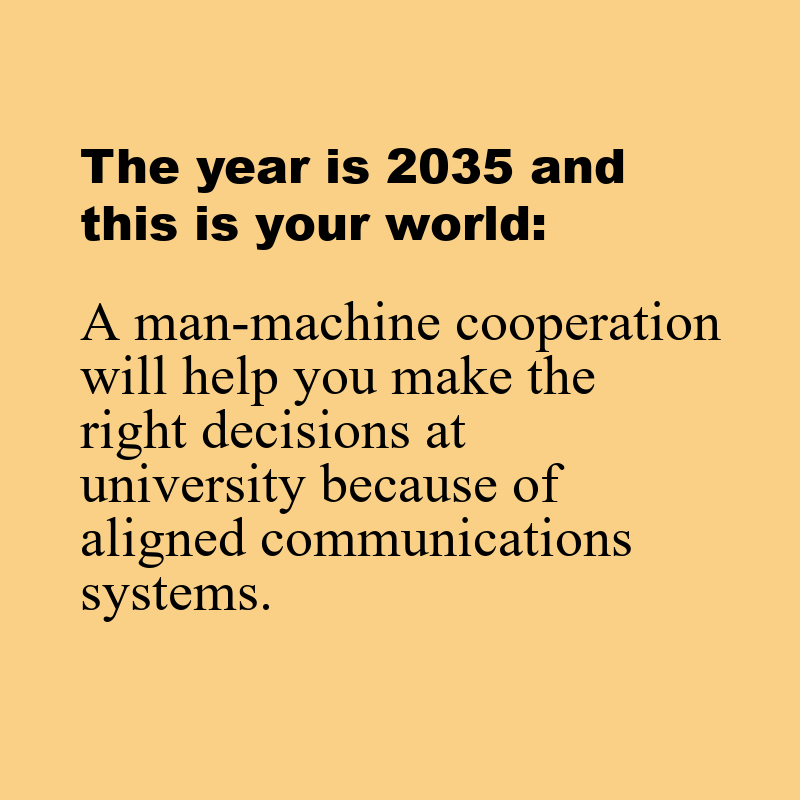 The year is 2035 and
this is your world:
A man-machine cooperation
will help you make the
right decisions at
university because of
aligned communications
systems.